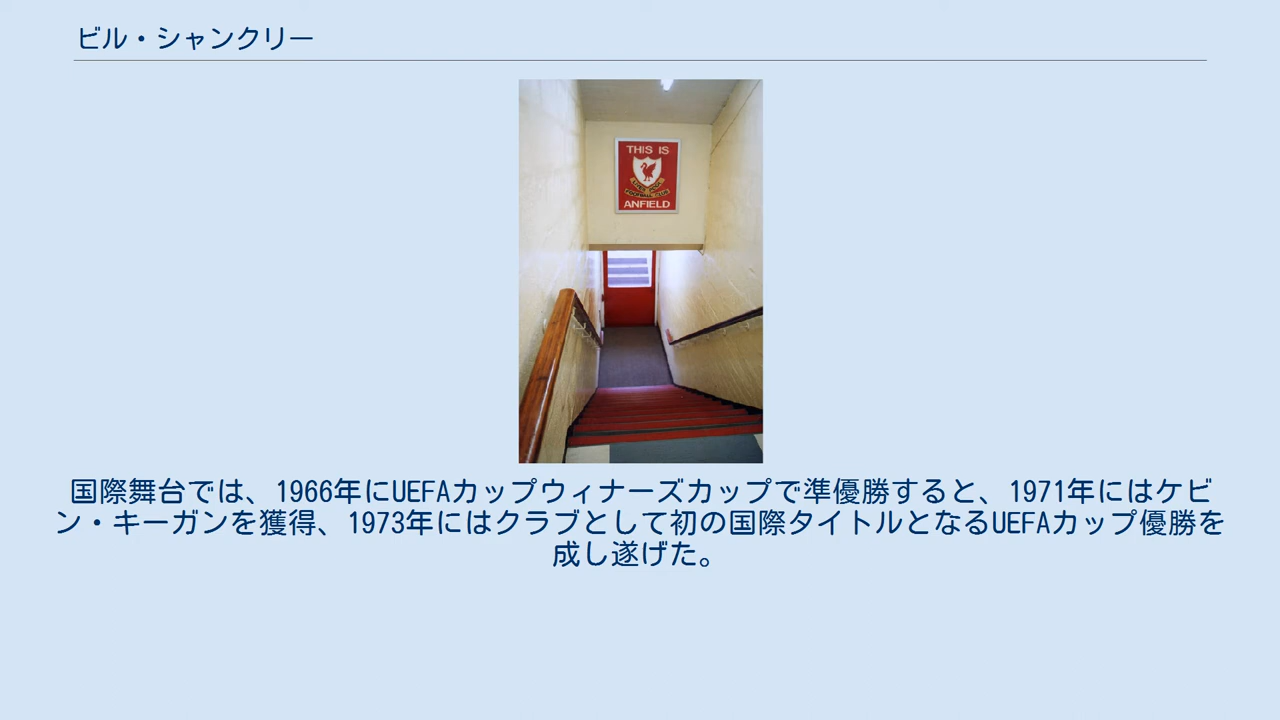 ビル・シャンクリー
THIS IS
FOOTBALL CLUB
ANFIELD
国際舞台では、1966年にUEFAカップウィナーズカップで準優勝すると、1971年にはケビ
ン・キーガンを獲得、1973年にはクラブとして初の国際タイトルとなるUEFAカップ優勝を
成し遂げた。